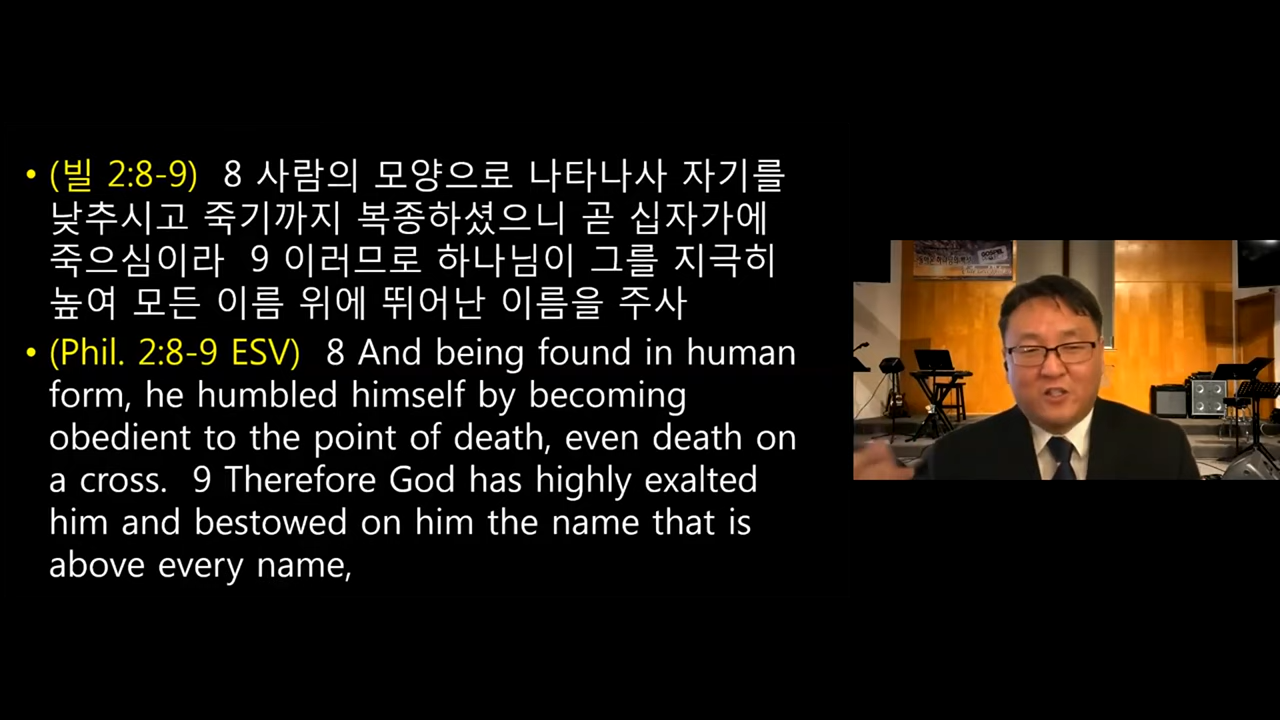 • (빌 2:8-9) 8 사람의 모양으로 나타나사 자기를
낮추시고 죽기까지 복종하셨으니 곧 십자가에
죽으심이라 9 이러므로 하나님이 그를 지극히
높여 모든 이름 위에 뛰어난 이름을 주사
• (Phil. 2:8-9 ESV) 8 And being found in human
form, he humbled himself by becoming
obedient to the point of death, even death on
a cross. 9 Therefore God has highly exalted
him and bestowed on him the name that is
above every name,